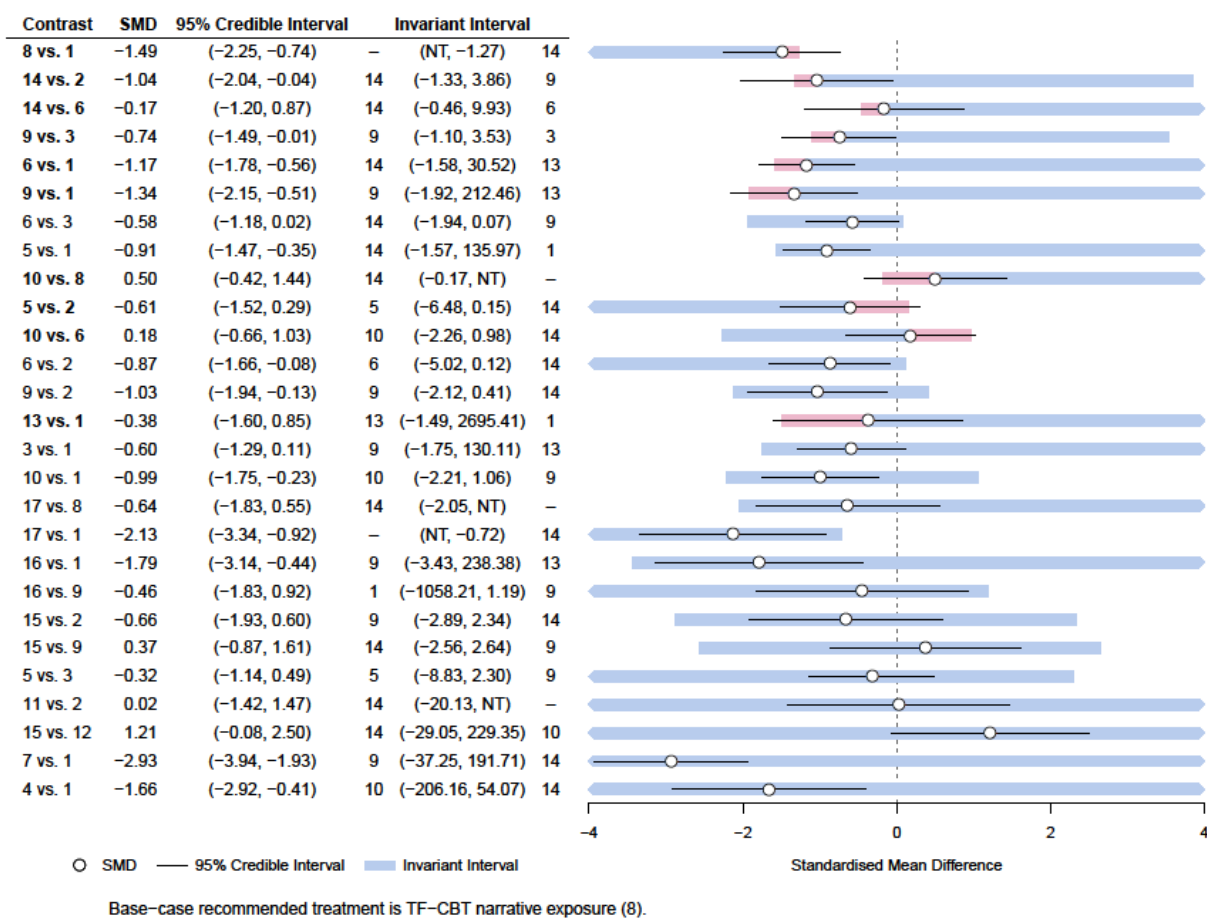 Contrast SMD 95% Credible Interval Invariant Interval
8 vs. 1 −1.49 (−2.25, −0.74) – (NT, −1.27) 14
14 vs. 2 −1.04 (−2.04, −0.04) 14 (−1.33, 3.86) 9
14 vs. 6 −0.17 (−1.20, 0.87) 14 (−0.46, 9.93) 6
9 vs. 3 −0.74 (−1.49, −0.01) 9 (−1.10, 3.53) 3
6 vs. 1 −1.17 (−1.78, −0.56) 14 (−1.58, 30.52) 13
9 vs. 1 −1.34 (−2.15, −0.51) 9 (−1.92, 212.46) 13
6 vs. 3 −0.58 (−1.18, 0.02) 14 (−1.94, 0.07) 9
5 vs. 1 −0.91 (−1.47, −0.35) 14 (−1.57, 135.97) 1
10 vs. 8 0.50 (−0.42, 1.44) 14 (−0.17, NT) –
5 vs. 2 −0.61 (−1.52, 0.29) 5 (−6.48, 0.15) 14
10 vs. 6 0.18 (−0.66, 1.03) 10 (−2.26, 0.98) 14
6 vs. 2 −0.87 (−1.66, −0.08) 6 (−5.02, 0.12) 14
9 vs. 2 −1.03 (−1.94, −0.13) 9 (−2.12, 0.41) 14
13 vs. 1 −0.38 (−1.60, 0.85) 13 (−1.49, 2695.41) 1
3 vs. 1 −0.60 (−1.29, 0.11) 9 (−1.75, 130.11) 13
10 vs. 1 −0.99 (−1.75, −0.23) 10 (−2.21, 1.06) 9
17 vs. 8 −0.64 (−1.83, 0.55) 14 (−2.05, NT) –
17 vs. 1 −2.13 (−3.34, −0.92) – (NT, −0.72) 14
16 vs. 1 −1.79 (−3.14, −0.44) 9 (−3.43, 238.38) 13
16 vs. 9 −0.46 (−1.83, 0.92) 1 (−1058.21, 1.19) 9
15 vs. 2 −0.66 (−1.93, 0.60) 9 (−2.89, 2.34) 14
15 vs. 9 0.37 (−0.87, 1.61) 14 (−2.56, 2.64) 9
5 vs. 3 −0.32 (−1.14, 0.49) 5 (−8.83, 2.30) 9
11 vs. 2 0.02 (−1.42, 1.47) 14 (−20.13, NT) –
15 vs. 12 1.21 (−0.08, 2.50) 14 (−29.05, 229.35) 10
7 vs. 1 −2.93 (−3.94, −1.93) 9 (−37.25, 191.71) 14
4 vs. 1 −1.66 (−2.92, −0.41) 10 (−206.16, 54.07) 14
−4 −2 0 2 4
SMD 95% Credible Interval Invariant Interval Standardised Mean Difference
Base−case recommended treatment is TF−CBT narrative exposure (8).